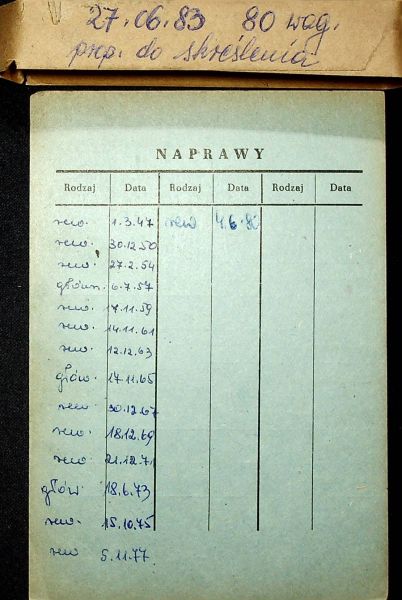 27.06.83 80 wag.
prp. do skreślenia
NAPRAWY
Rodzaj Data Rodzaj Data Rodzaj Data
rew. 1.3.47 rew 4.6.80
rew. 30.12.50
rew. 27.2.54
główn. 6.7.57
rew. 17.11.59
rew. 14.11.61
rew. 12.12.63
głów. 17.11.65
rew. 30.12.67
rew. 18.12.69
rew. 21.12.71
głów 18.6.73
rew. 15.10.75
rew 5.11.77